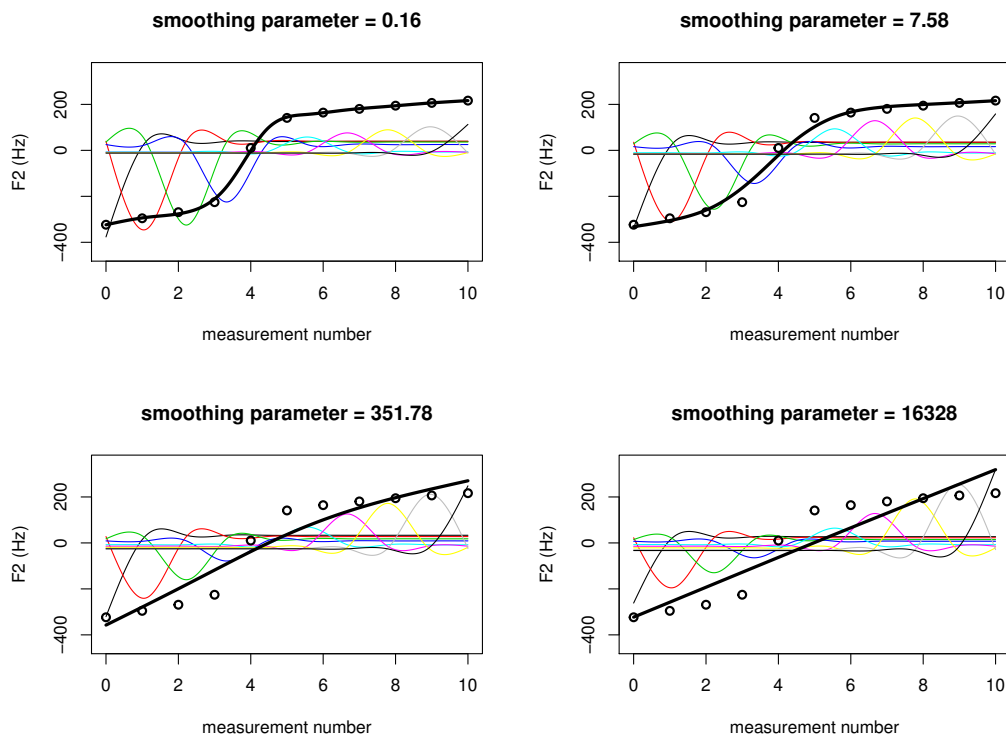 smoothing parameter = 0.16
F2 (Hz)
200
0
−400
0 2 4 6 8 10
measurement number
smoothing parameter = 7.58
F2 (Hz)
200
0
−400
0 2 4 6 8 10
measurement number
smoothing parameter = 351.78
F2 (Hz)
200
0
−400
0 2 4 6 8 10
measurement number
smoothing parameter = 16328
F2 (Hz)
200
0
−400
0 2 4 6 8 10
measurement number